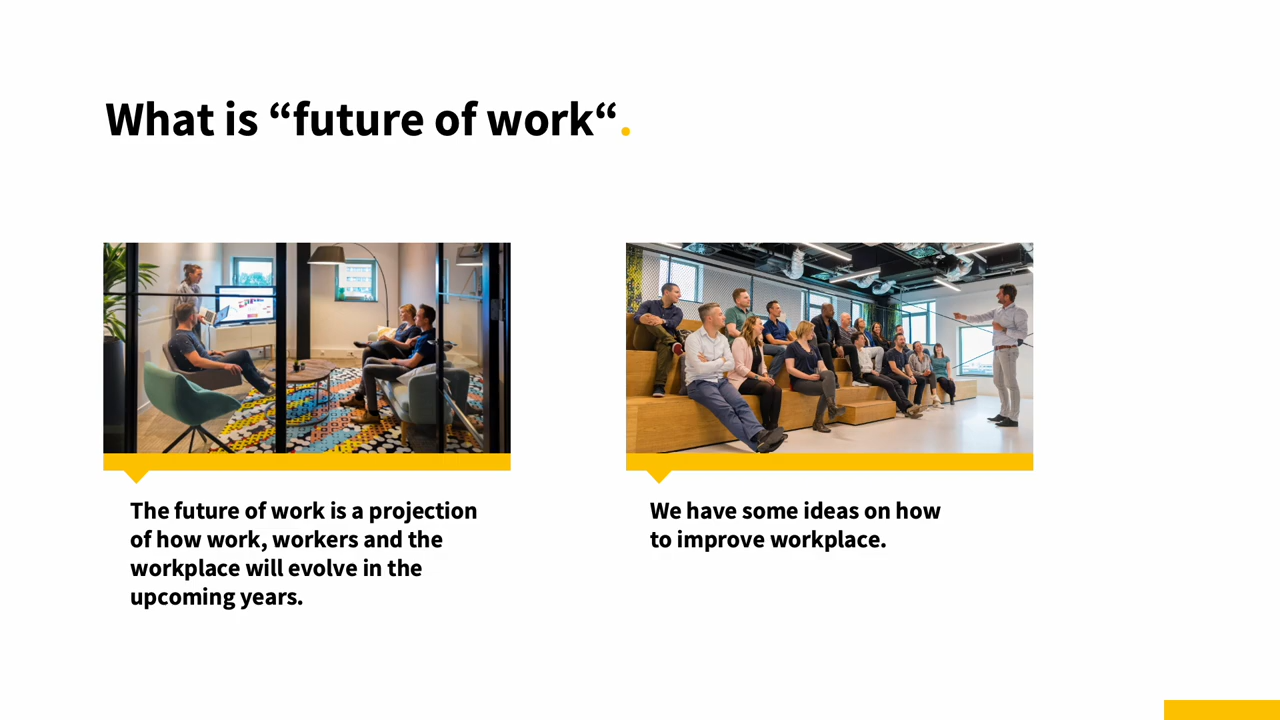 What is “future of work“.
The future of work is a projection
of how work, workers and the
workplace will evolve in the
upcoming years.
We have some ideas on how
to improve workplace.